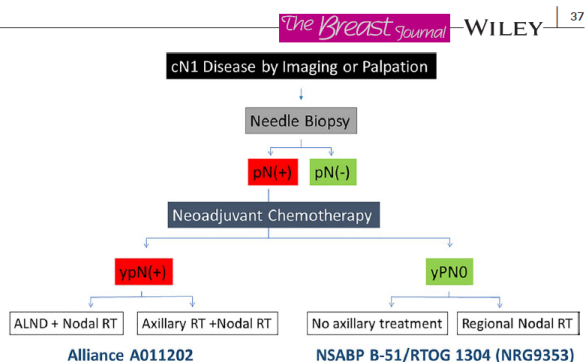 37
The Breast Journal WILEY
cN1 Disease by Imaging or Palpation
Needle Biopsy
pN(+) pN(-)
Neoadjuvant Chemotherapy
ypN(+) yPN0
ALND + Nodal RT Axillary RT +Nodal RT No axillary treatment Regional Nodal RT
Alliance A011202 NSABP B-51/RTOG 1304 (NRG9353)